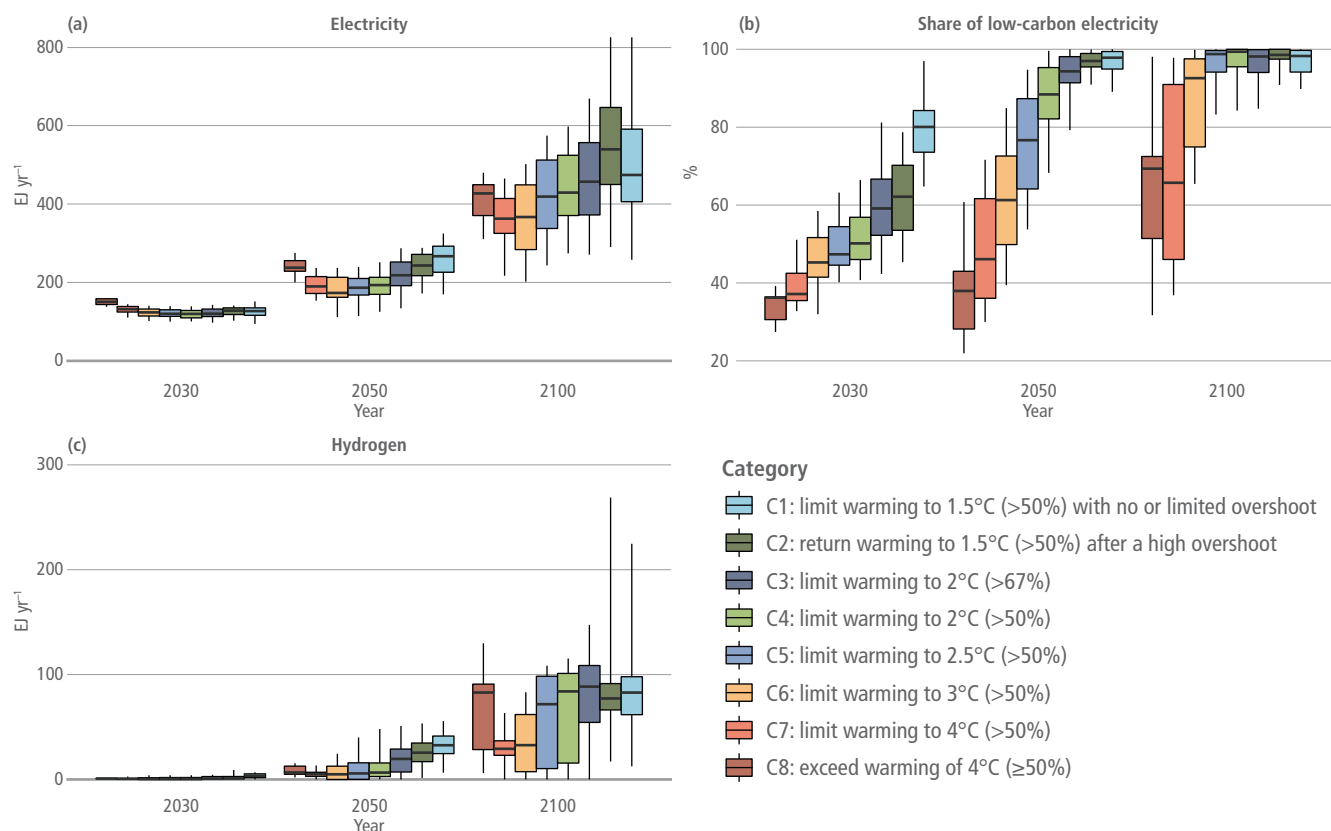 (a) Electricity
800
600
400
200
0
EJ yr⁻¹
2030 2050 2100
Year
(b) Share of low-carbon electricity
100
80
60
40
20
%
2030 2050 2100
Year
(c) Hydrogen
300
200
100
0
EJ yr⁻¹
2030 2050 2100
Year
Category
C1: limit warming to 1.5°C (>50%) with no or limited overshoot
C2: return warming to 1.5°C (>50%) after a high overshoot
C3: limit warming to 2°C (>67%)
C4: limit warming to 2°C (>50%)
C5: limit warming to 2.5°C (>50%)
C6: limit warming to 3°C (>50%)
C7: limit warming to 4°C (>50%)
C8: exceed warming of 4°C (≥50%)